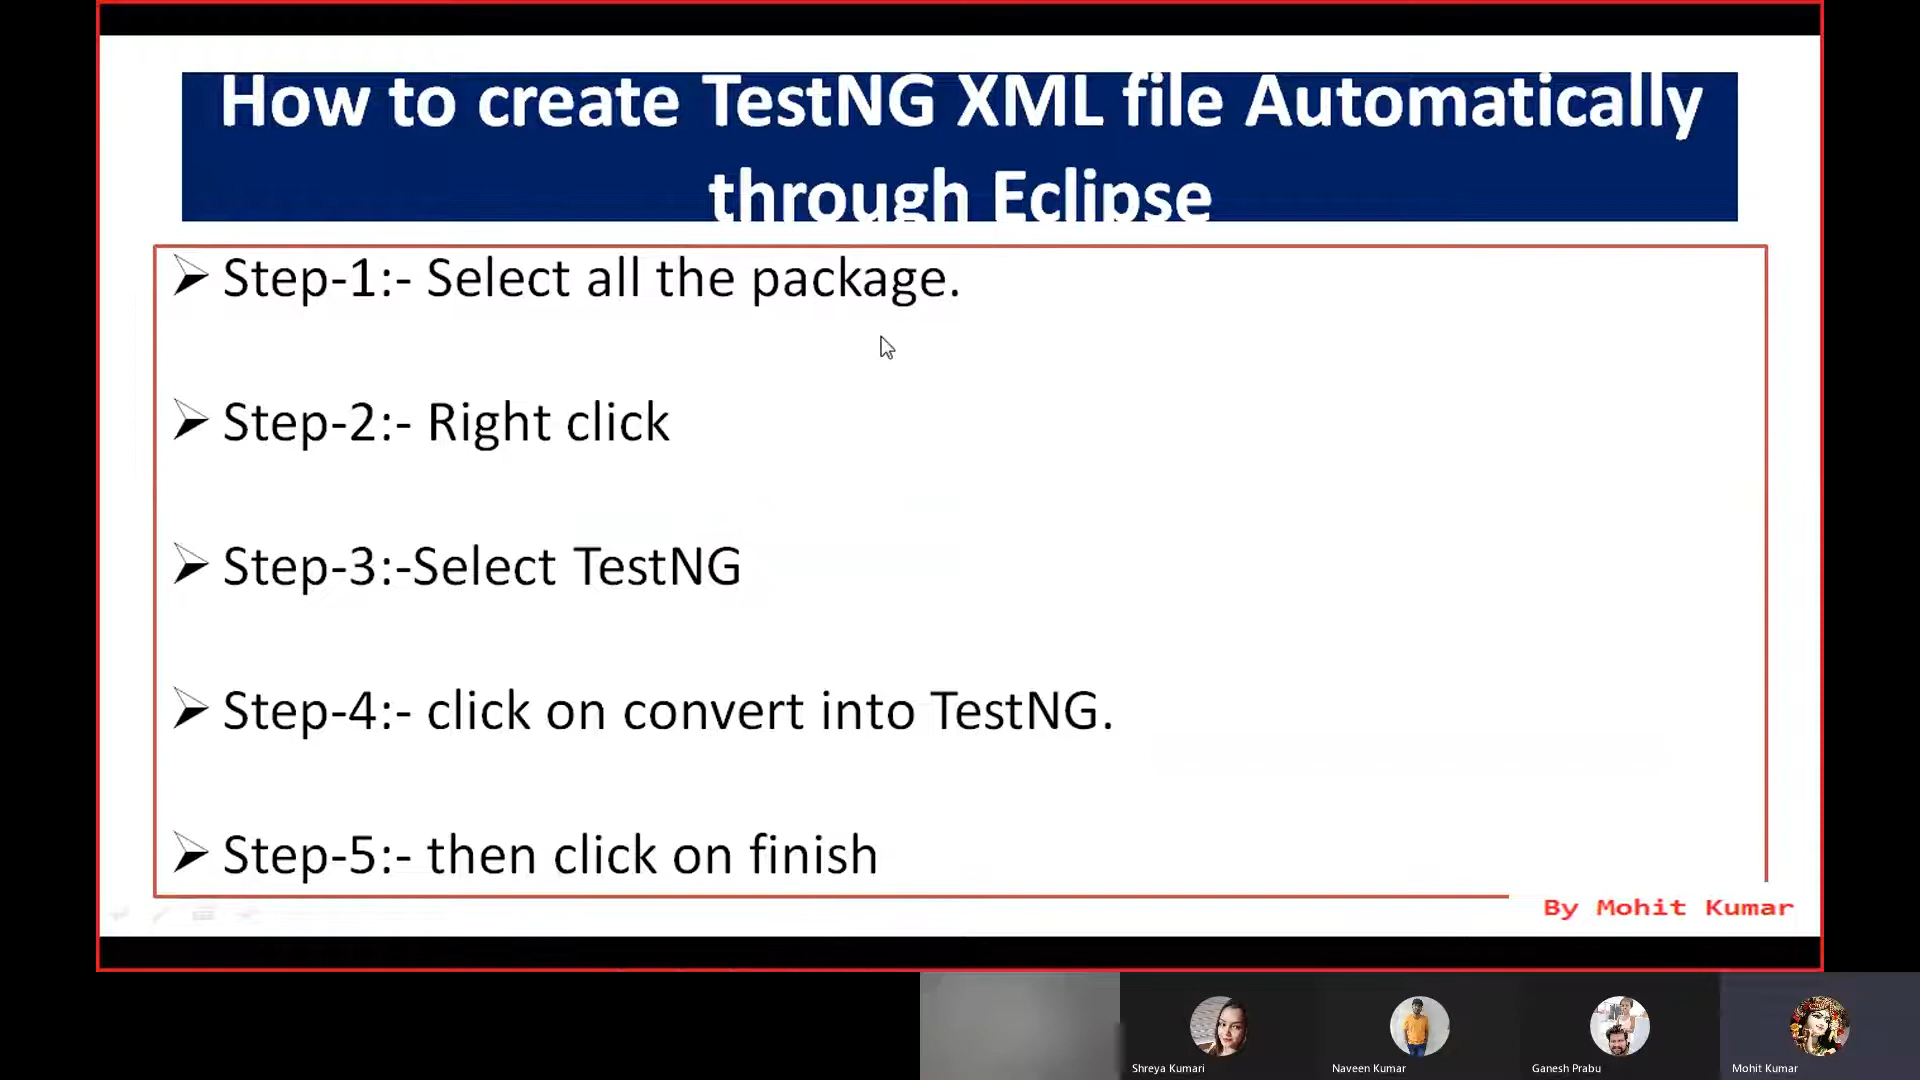 How to create TestNG XML file Automatically
through Eclipse
Step-1:- Select all the package.
Step-2:- Right click
Step-3:-Select TestNG
Step-4:- click on convert into TestNG.
Step-5:- then click on finish
By Mohit Kumar
Shreya Kumari
Naveen Kumar
Ganesh Prabu
Mohit Kumar